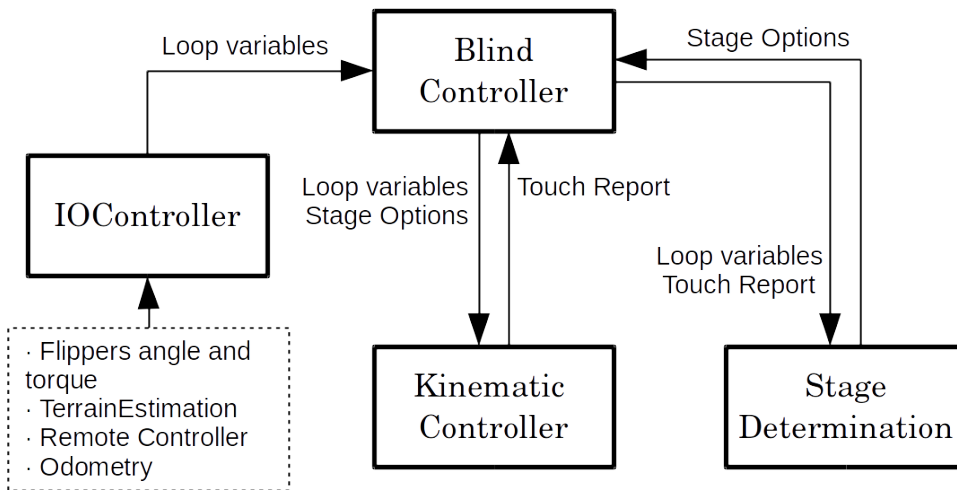 Loop variables
Blind
Controller
Stage Options
IOController
Loop variables
Stage Options
Touch Report
Loop variables
Touch Report
· Flippers angle and
torque
· TerrainEstimation
· Remote Controller
· Odometry
Kinematic
Controller
Stage
Determination